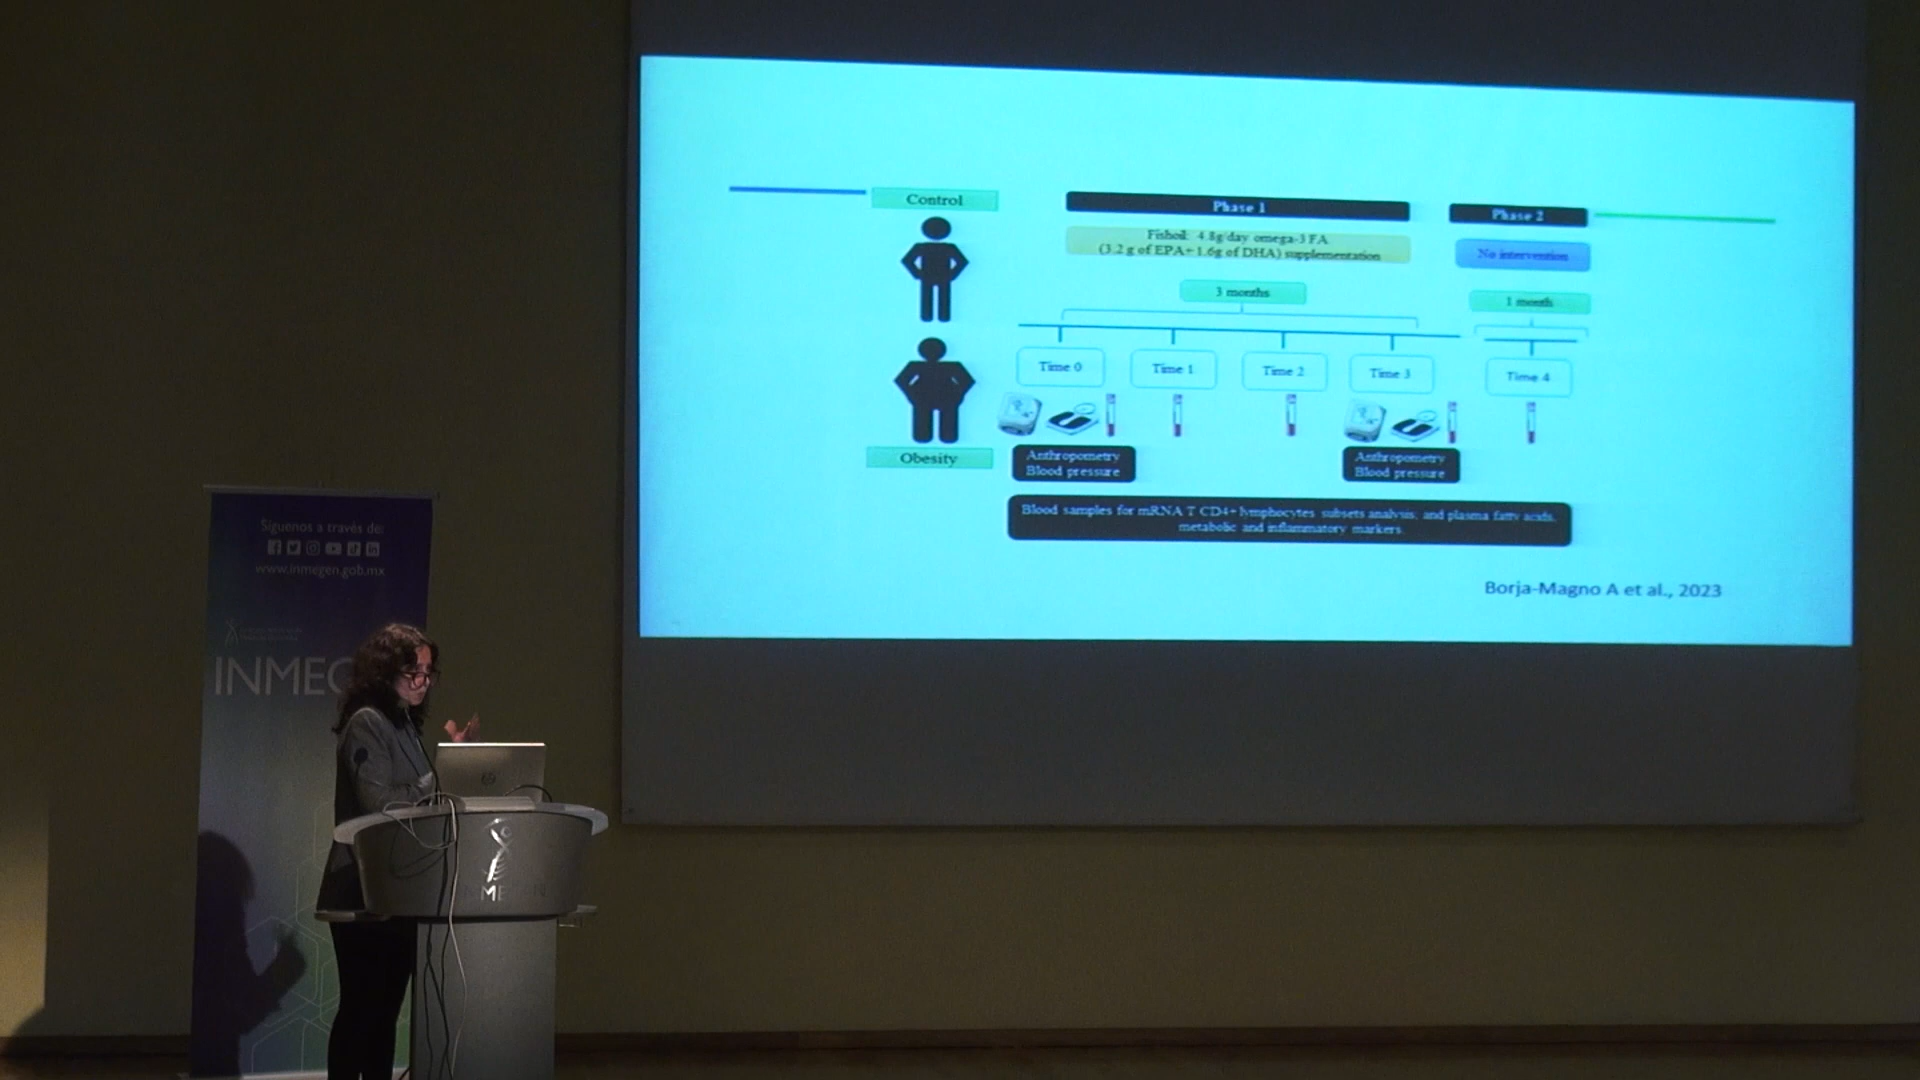 Control
Phase 1
Phase 2
Fishoil: 4.8g/day omega-3 FA
(3.2 g of EPA+1.6g of DHA) supplementation
No intervention
3 months
1 month
Time 0
Time 1
Time 2
Time 3
Time 4
Obesity
Anthropometry
Blood pressure
Anthropometry
Blood pressure
Blood samples for mRNA T CD4+ lymphocytes subsets analysis, and plasma fatty acids,
metabolic and inflammatory markers.
Borja-Magno A et al., 2023
Síguenos a través de:
www.inmegen.gob.mx
INMEG